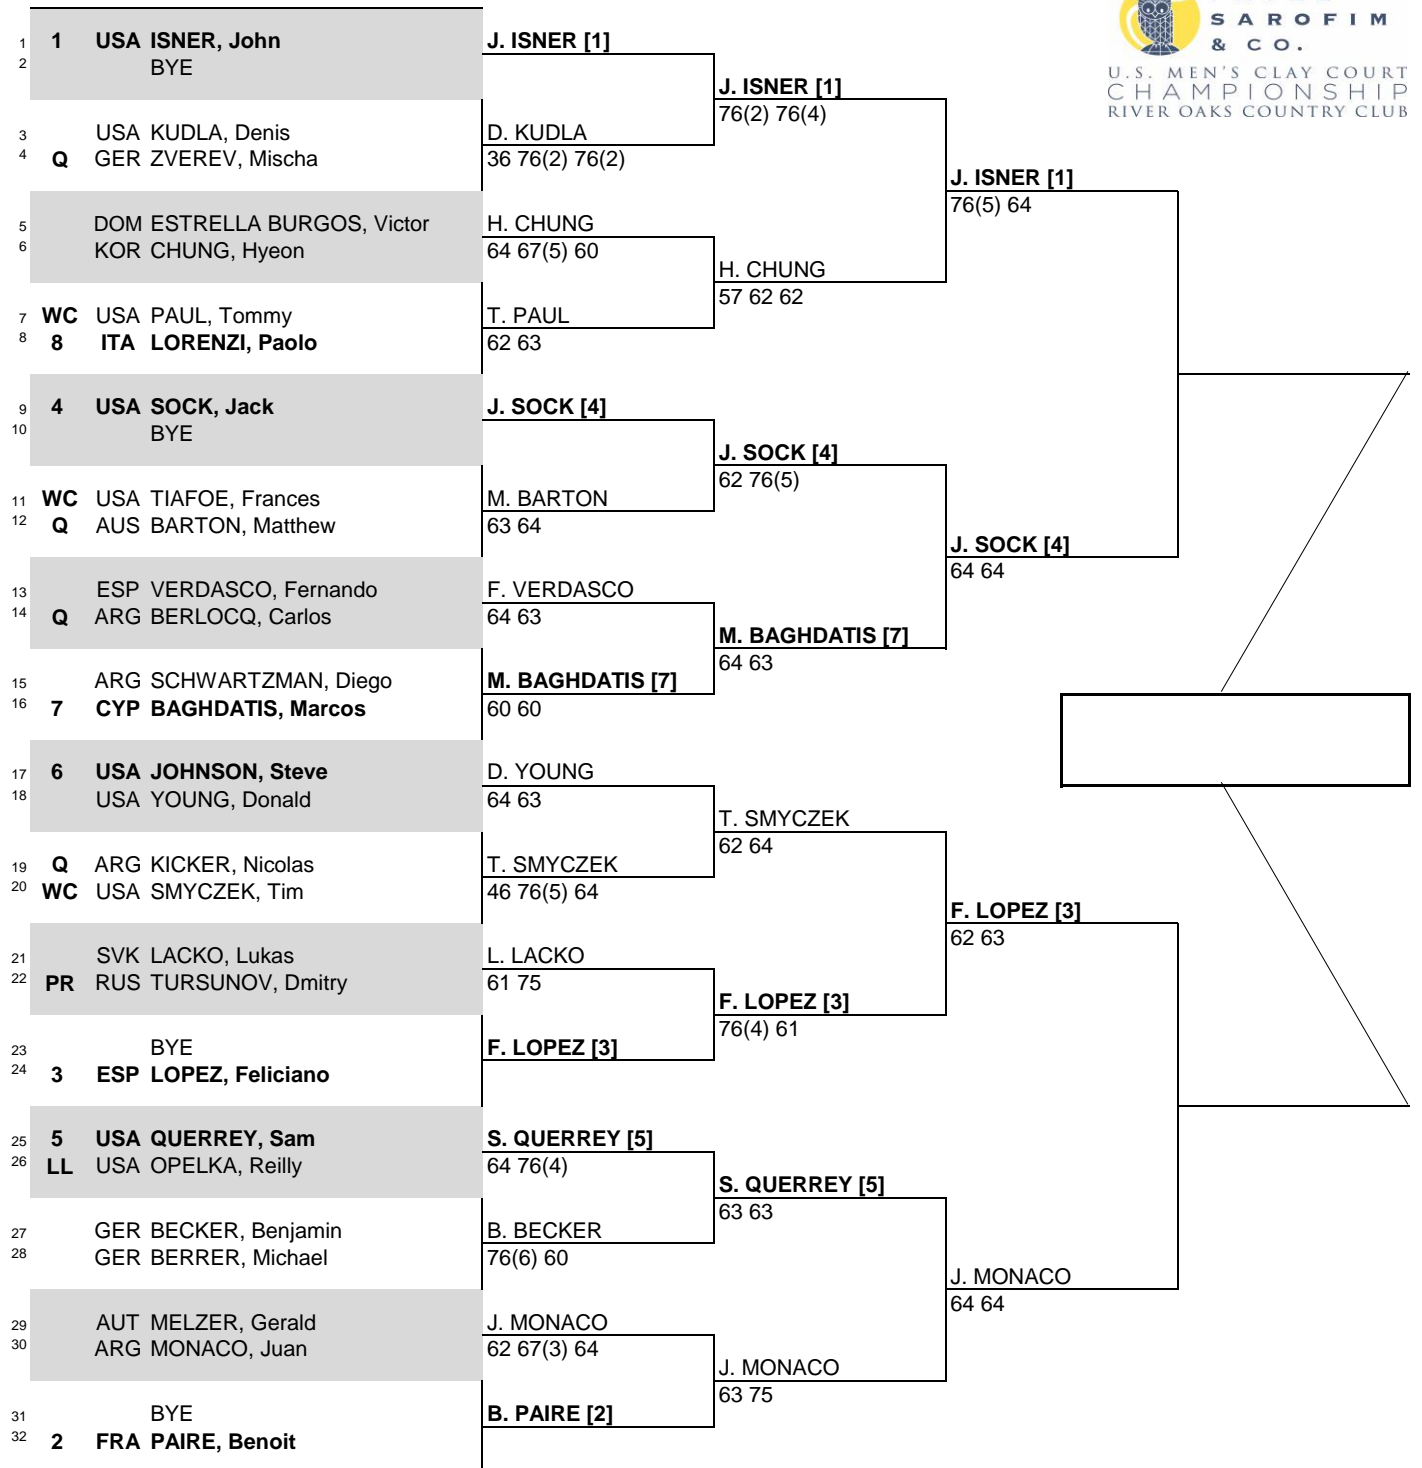 SAROFIM
& CO.
U.S. MEN'S CLAY COURT
CHAMPIONSHIP
RIVER OAKS COUNTRY CLUB
1 1 USA ISNER, John
2 BYE
3 USA KUDLA, Denis
4 Q GER ZVEREV, Mischa
5 DOM ESTRELLA BURGOS, Victor
6 KOR CHUNG, Hyeon
7 WC USA PAUL, Tommy
8 8 ITA LORENZI, Paolo
9 4 USA SOCK, Jack
10 BYE
11 WC USA TIAFOE, Frances
12 Q AUS BARTON, Matthew
13 ESP VERDASCO, Fernando
14 Q ARG BERLOCQ, Carlos
15 ARG SCHWARTZMAN, Diego
16 7 CYP BAGHDATIS, Marcos
17 6 USA JOHNSON, Steve
18 USA YOUNG, Donald
19 Q ARG KICKER, Nicolas
20 WC USA SMYCZEK, Tim
21 SVK LACKO, Lukas
22 PR RUS TURSUNOV, Dmitry
23 BYE
24 3 ESP LOPEZ, Feliciano
25 5 USA QUERREY, Sam
26 LL USA OPELKA, Reilly
27 GER BECKER, Benjamin
28 GER BERRER, Michael
29 AUT MELZER, Gerald
30 ARG MONACO, Juan
31 BYE
32 2 FRA PAIRE, Benoit
J. ISNER [1]
D. KUDLA
36 76(2) 76(2)
H. CHUNG
64 67(5) 60
T. PAUL
62 63
J. SOCK [4]
M. BARTON
63 64
F. VERDASCO
64 63
M. BAGHDATIS [7]
60 60
D. YOUNG
64 63
T. SMYCZEK
46 76(5) 64
L. LACKO
61 75
F. LOPEZ [3]
S. QUERREY [5]
64 76(4)
B. BECKER
76(6) 60
J. MONACO
62 67(3) 64
B. PAIRE [2]
J. ISNER [1]
76(2) 76(4)
H. CHUNG
57 62 62
J. SOCK [4]
62 76(5)
M. BAGHDATIS [7]
64 63
T. SMYCZEK
62 64
F. LOPEZ [3]
76(4) 61
S. QUERREY [5]
63 63
J. MONACO
63 75
J. ISNER [1]
76(5) 64
J. SOCK [4]
64 64
F. LOPEZ [3]
62 63
J. MONACO
64 64